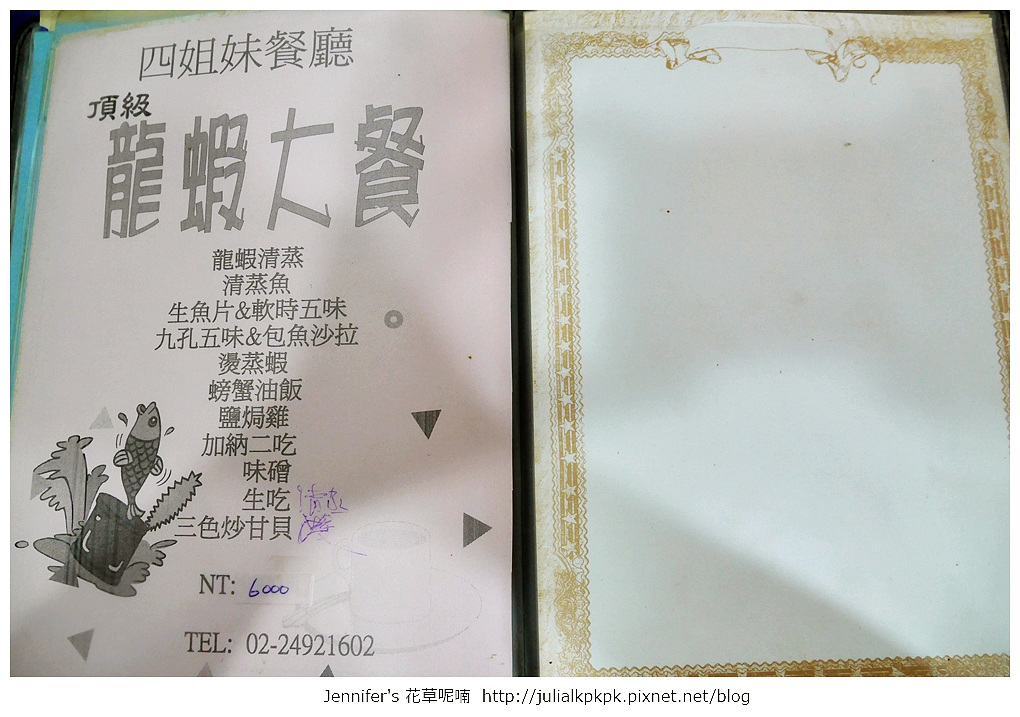 四姐妹餐廳
頂級
龍蝦大餐
龍蝦清蒸
清蒸魚
生魚片&軟時五味
九孔五味&包魚沙拉
燙蒸蝦
螃蟹油飯
鹽焗雞
加納二吃
味磳
生吃
三色炒甘貝
NT: 6000
TEL: 02-24921602
Jennifer's 花草呢喃 http://julialkpkpk.pixnet.net/blog